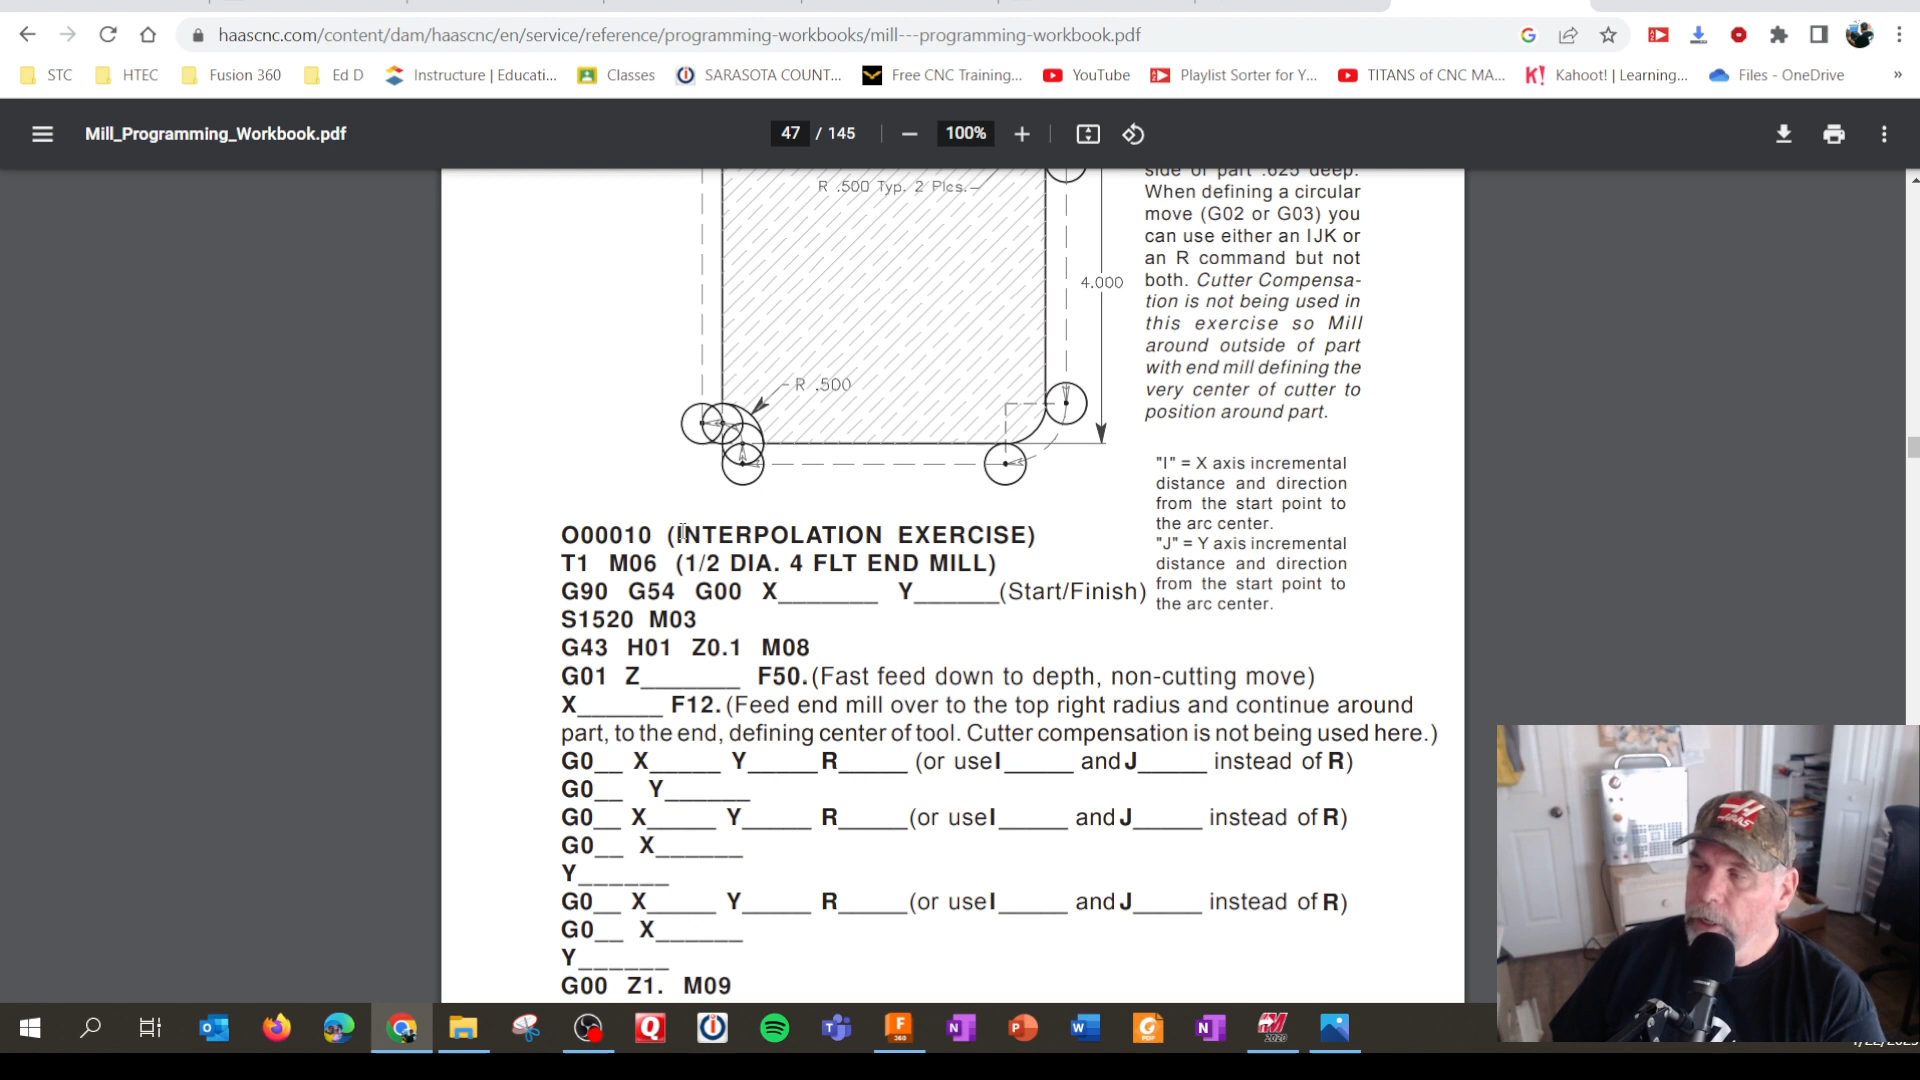 haascnc.com/content/dam/haascnc/en/service/reference/programming-workbooks/mill---programming-workbook.pdf
STC HTEC Fusion 360 Ed D Instructure | Educati... Classes SARASOTA COUNT... Free CNC Training... YouTube Playlist Sorter for Y... TITANS of CNC MA... Kahoot! | Learning... Files - OneDrive »
Mill_Programming_Workbook.pdf 47 / 145 100%
R .500 Typ. 2 Plcs.
4.000
R .500
side of part .625 deep.
When defining a circular
move (G02 or G03) you
can use either an IJK or
an R command but not
both. Cutter Compensa-
tion is not being used in
this exercise so Mill
around outside of part
with end mill defining the
very center of cutter to
position around part.
"I" = X axis incremental
distance and direction
from the start point to
the arc center.
"J" = Y axis incremental
distance and direction
from the start point to
the arc center.
O00010 (INTERPOLATION EXERCISE)
T1 M06 (1/2 DIA. 4 FLT END MILL)
G90 G54 G00 X_______ Y______(Start/Finish)
S1520 M03
G43 H01 Z0.1 M08
G01 Z_______ F50.(Fast feed down to depth, non-cutting move)
X______ F12.(Feed end mill over to the top right radius and continue around
part, to the end, defining center of tool. Cutter compensation is not being used here.)
G0__ X_____ Y_____R_____ (or use I_____ and J_____ instead of R)
G0__ Y______
G0__ X_____ Y_____ R_____(or use I_____ and J_____ instead of R)
G0__ X______
Y______
G0__ X_____ Y_____ R_____(or use I_____ and J_____ instead of R)
G0__ X______
Y______
G00 Z1. M09
HAAS